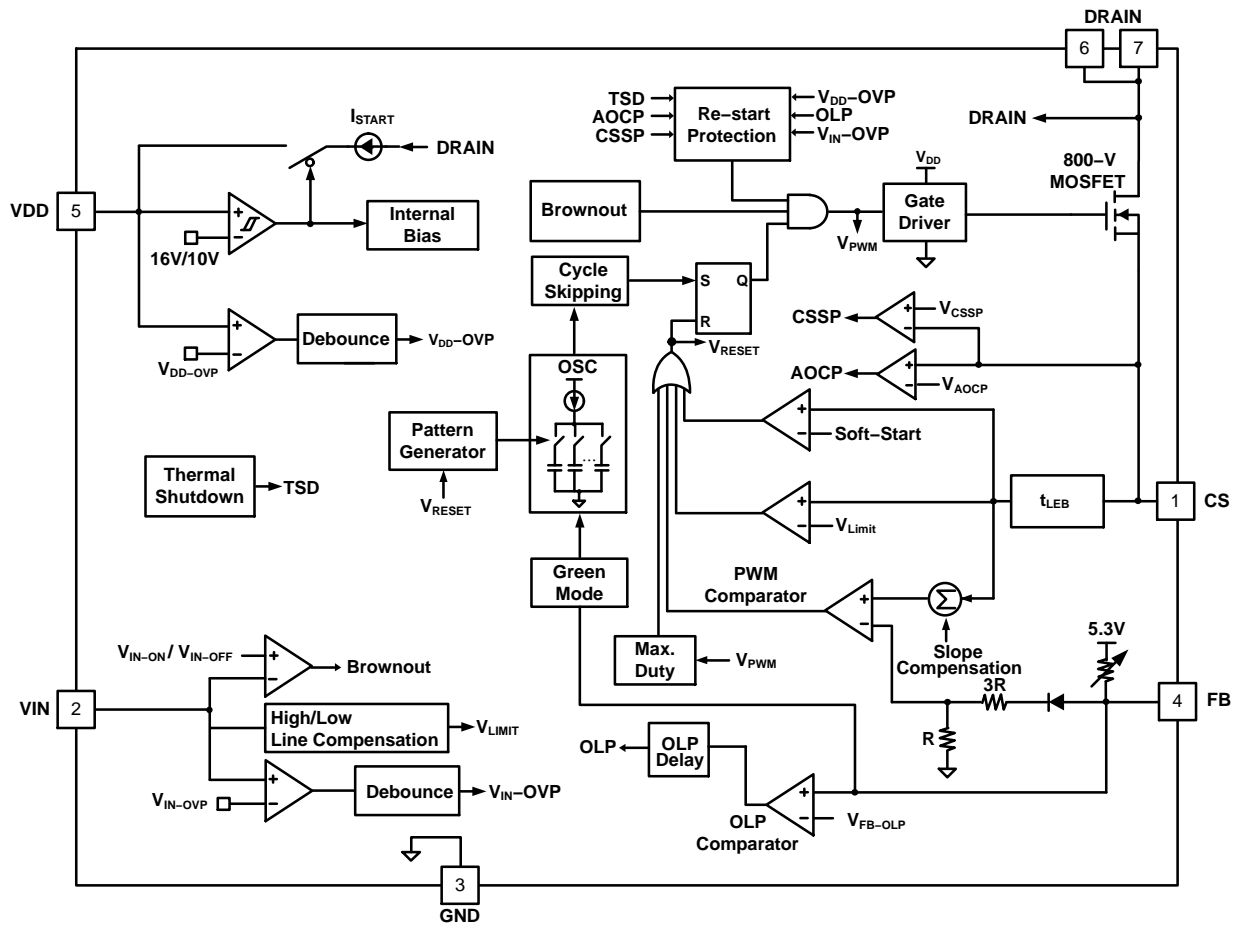 DRAIN
6
7
TSD
AOCP
CSSP
Re−start
Protection
VDD−OVP
OLP
VIN−OVP
DRAIN
ISTART
DRAIN
800−V
MOSFET
VDD
VDD
5
+
−
16V/10V
Internal
Bias
Brownout
VPWM
Gate
Driver
Cycle
Skipping
S
Q
R
VRESET
CSSP
+
−
VCSSP
AOCP
+
−
VAOCP
+
−
VDD−OVP
Debounce
VDD−OVP
OSC
...
Pattern
Generator
VRESET
+
−
Soft−Start
Thermal
Shutdown
TSD
+
−
VLimit
tLEB
1
CS
Green
Mode
PWM
Comparator
+
−
Σ
Slope
Compensation
5.3V
Max.
Duty
VPWM
3R
R
4
FB
VIN−ON / VIN−OFF
+
−
Brownout
VIN
2
High/Low
Line Compensation
VLIMIT
VIN−OVP
+
−
Debounce
VIN−OVP
OLP
OLP
Delay
+
−
VFB−OLP
OLP
Comparator
3
GND